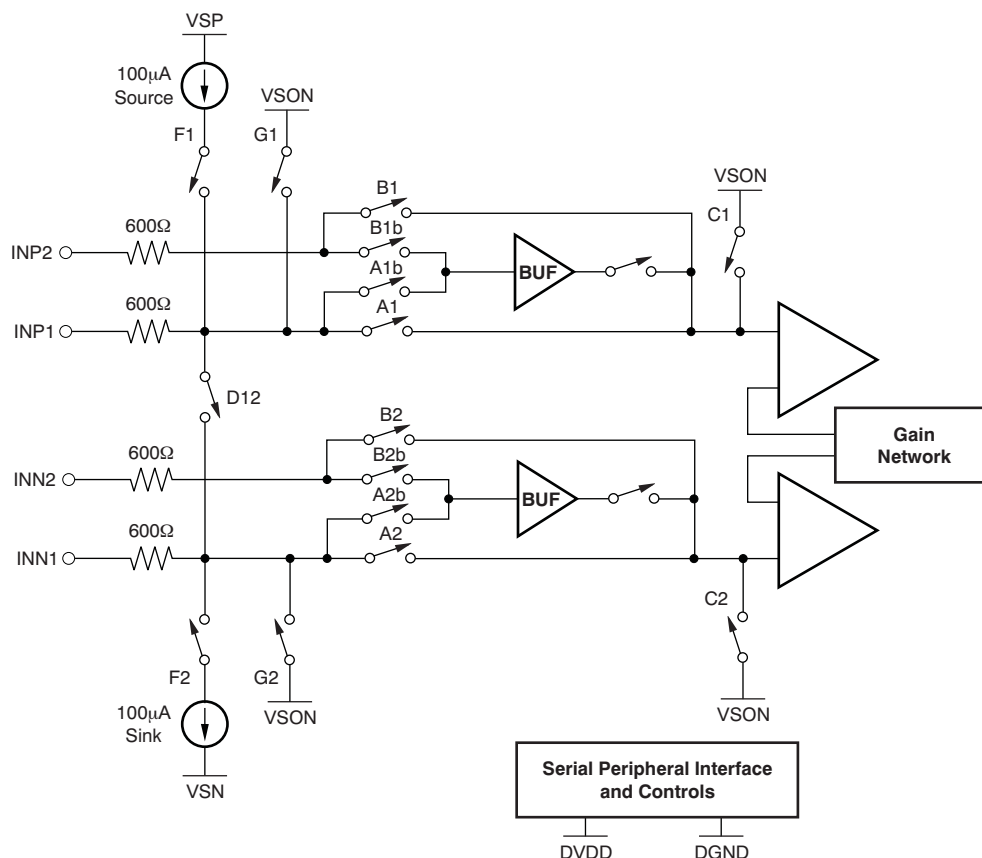 VSP
100μA
Source
VSON
F1
G1
B1
VSON
C1
600Ω
B1b
INP2
BUF
A1b
600Ω
A1
INP1
D12
B2
Gain
Network
600Ω
B2b
INN2
BUF
A2b
600Ω
A2
INN1
C2
F2
G2
VSON
VSON
100μA
Sink
VSN
Serial Peripheral Interface
and Controls
DVDD
DGND